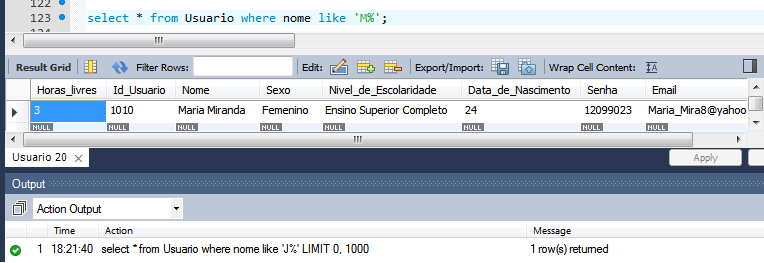 122
123 select * from Usuario where nome like 'M%';
124
Result Grid Filter Rows: Edit: Export/Import: Wrap Cell Content: IA
Horas_livres Id_Usuario Nome Sexo Nivel_de_Escolaridade Data_de_Nascimento Senha Email
3 1010 Maria Miranda Femenino Ensino Superior Completo 24 12099023 Maria_Mira8@yahoo
NULL NULL NULL NULL NULL NULL NULL NULL
Usuario 20 Apply
Output
Action Output
Time Action Message
1 18:21:40 select * from Usuario where nome like 'J%' LIMIT 0, 1000 1 row(s) returned